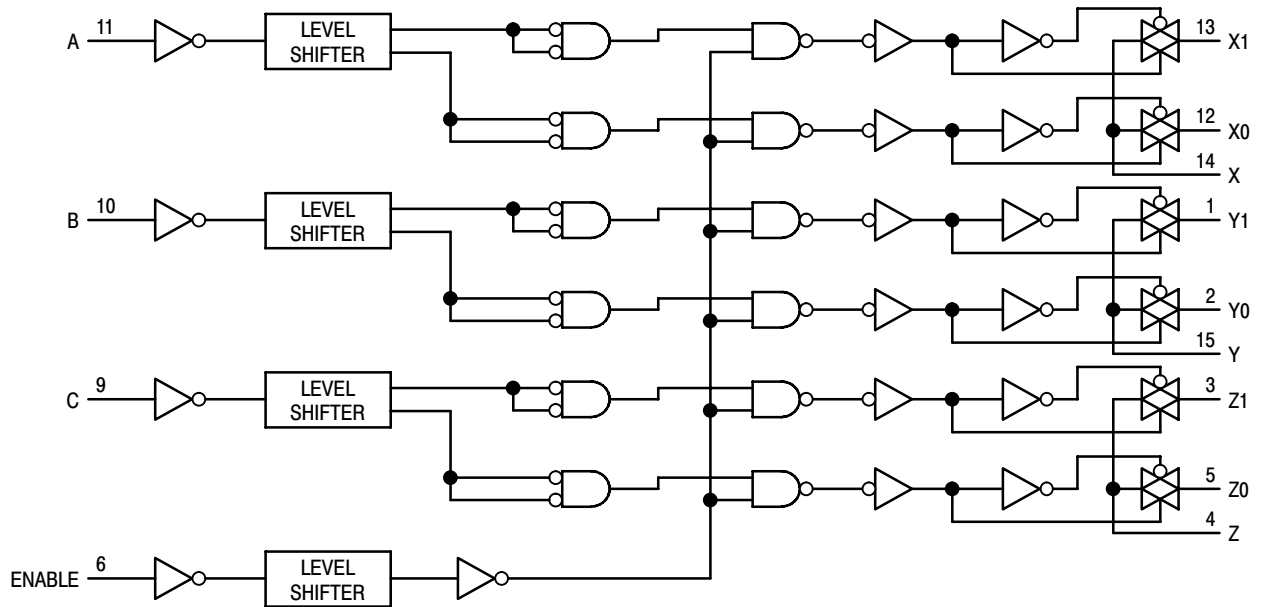 A 11 LEVEL SHIFTER 13 X1
12 X0
14 X
B 10 LEVEL SHIFTER 1 Y1
2 Y0
15 Y
C 9 LEVEL SHIFTER 3 Z1
5 Z0
4 Z
ENABLE 6 LEVEL SHIFTER